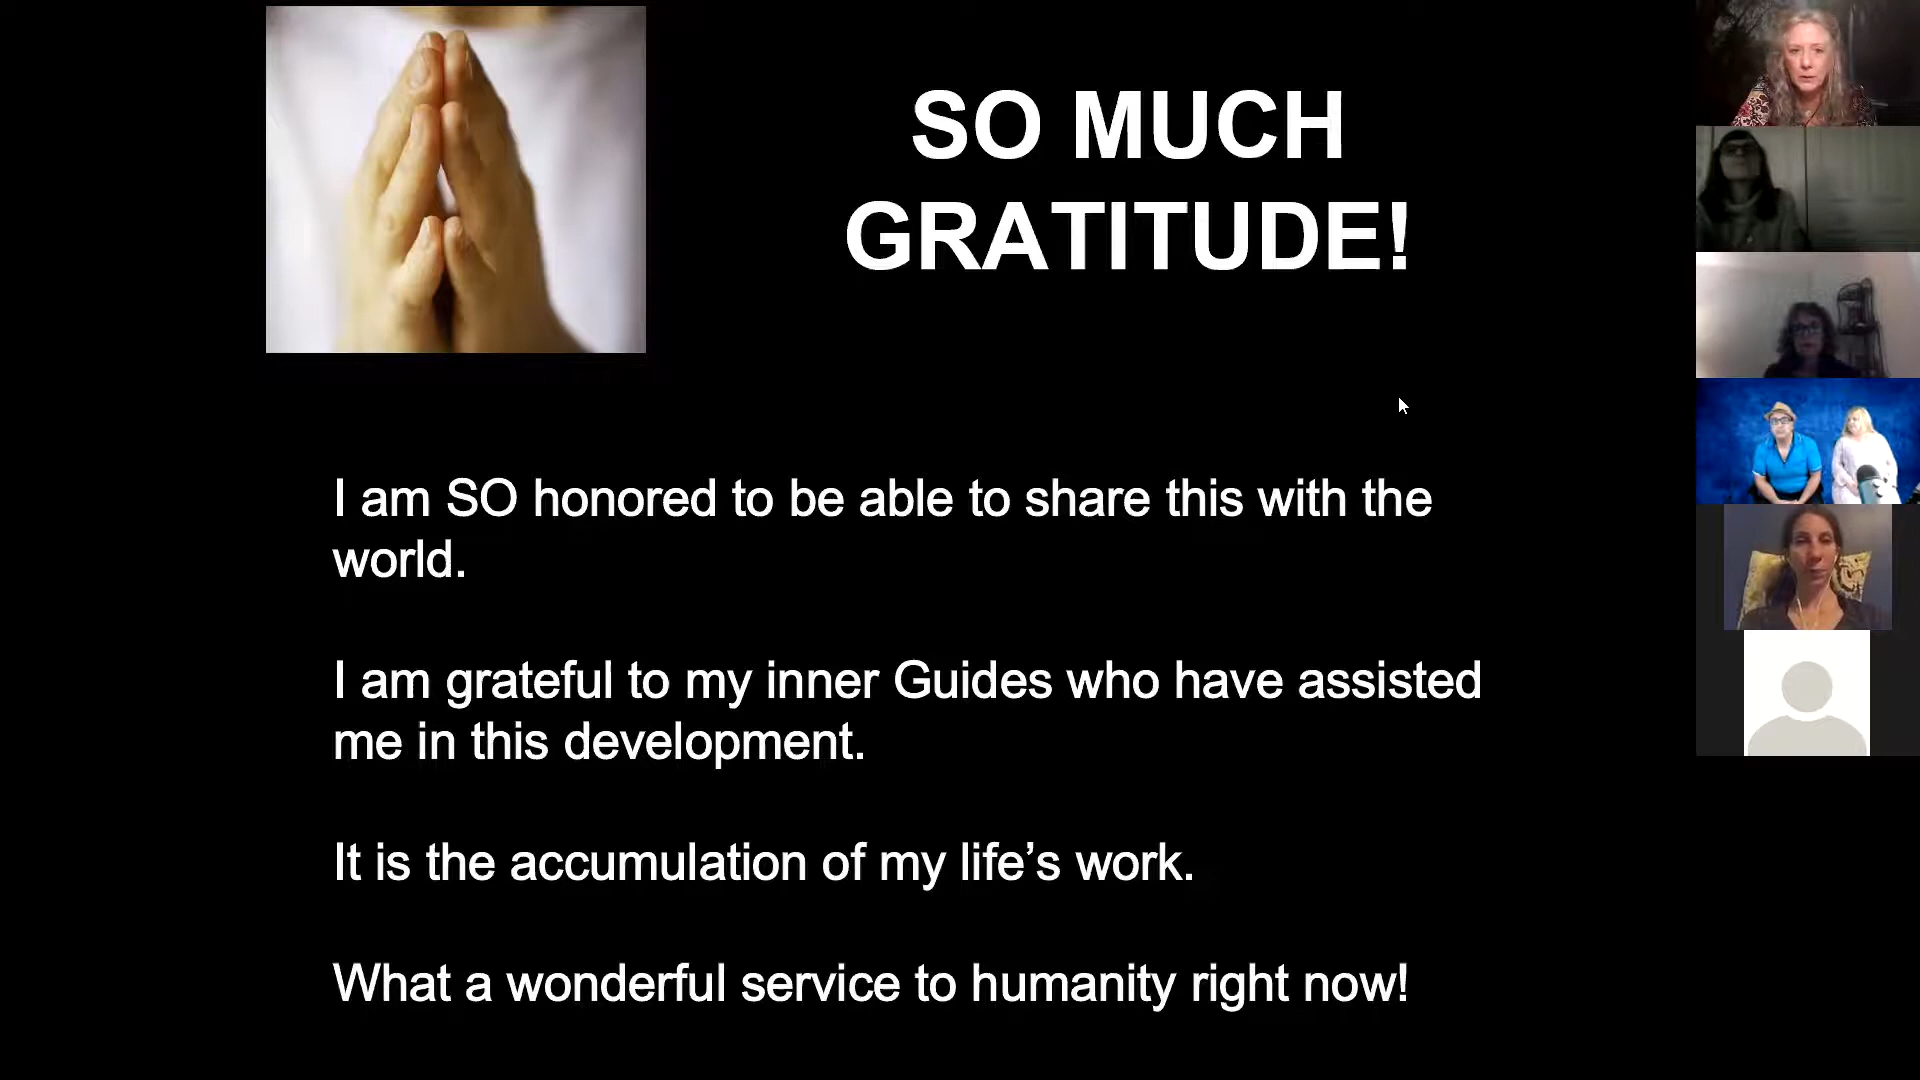 SO MUCH
GRATITUDE!
I am SO honored to be able to share this with the
world.
I am grateful to my inner Guides who have assisted
me in this development.
It is the accumulation of my life’s work.
What a wonderful service to humanity right now!